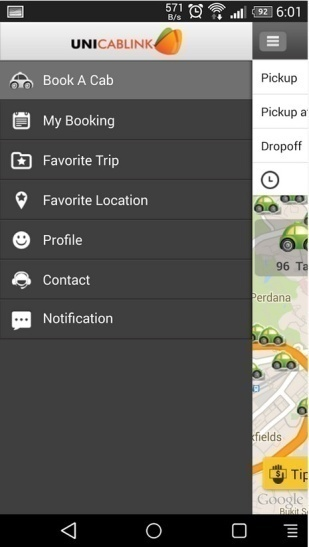 571
B/s
92
6:01
UNICABLINK
Book A Cab
My Booking
Favorite Trip
Favorite Location
Profile
Contact
Notification
Pickup
Pickup a
Dropoff
96 Ta
Perdana
kfields
Tip
Google
Bukit S